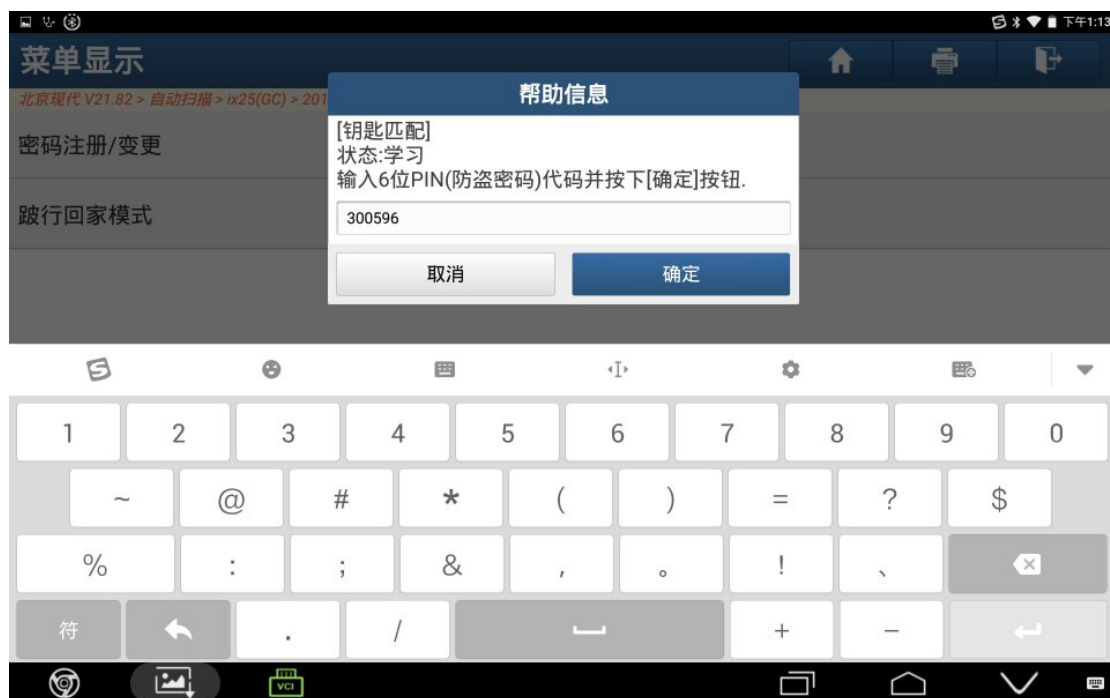 下午1:13
菜单显示
北京现代 V21.82 > 自动扫描 > ix25(GC) > 201
密码注册/变更
跛行回家模式
帮助信息
[钥匙匹配]
状态:学习
输入6位PIN(防盗密码)代码并按下[确定]按钮.
300596
取消
确定
1 2 3 4 5 6 7 8 9 0
~ @ # * ( ) = ? $
% : ; & , 。 ! 、
符 . / + −
VCI